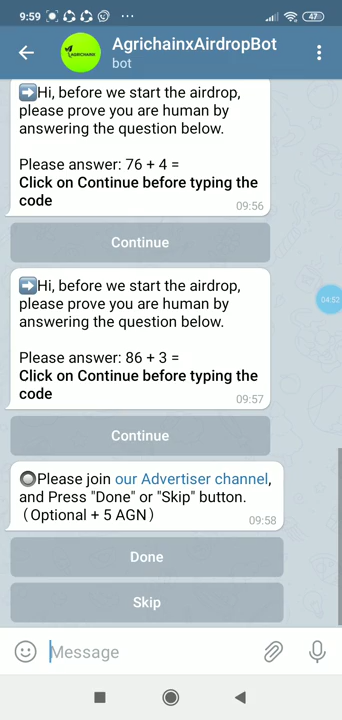 9:59
47
AgrichainxAirdropBot
bot
AGRICHAINX
➡️Hi, before we start the airdrop,
please prove you are human by
answering the question below.
Please answer: 76 + 4 =
Click on Continue before typing the
code
09:56
Continue
➡️Hi, before we start the airdrop,
please prove you are human by
answering the question below.
04:52
Please answer: 86 + 3 =
Click on Continue before typing the
code
09:57
Continue
🔘Please join our Advertiser channel,
and Press "Done" or "Skip" button.
（Optional + 5 AGN）
09:58
Done
Skip
Message